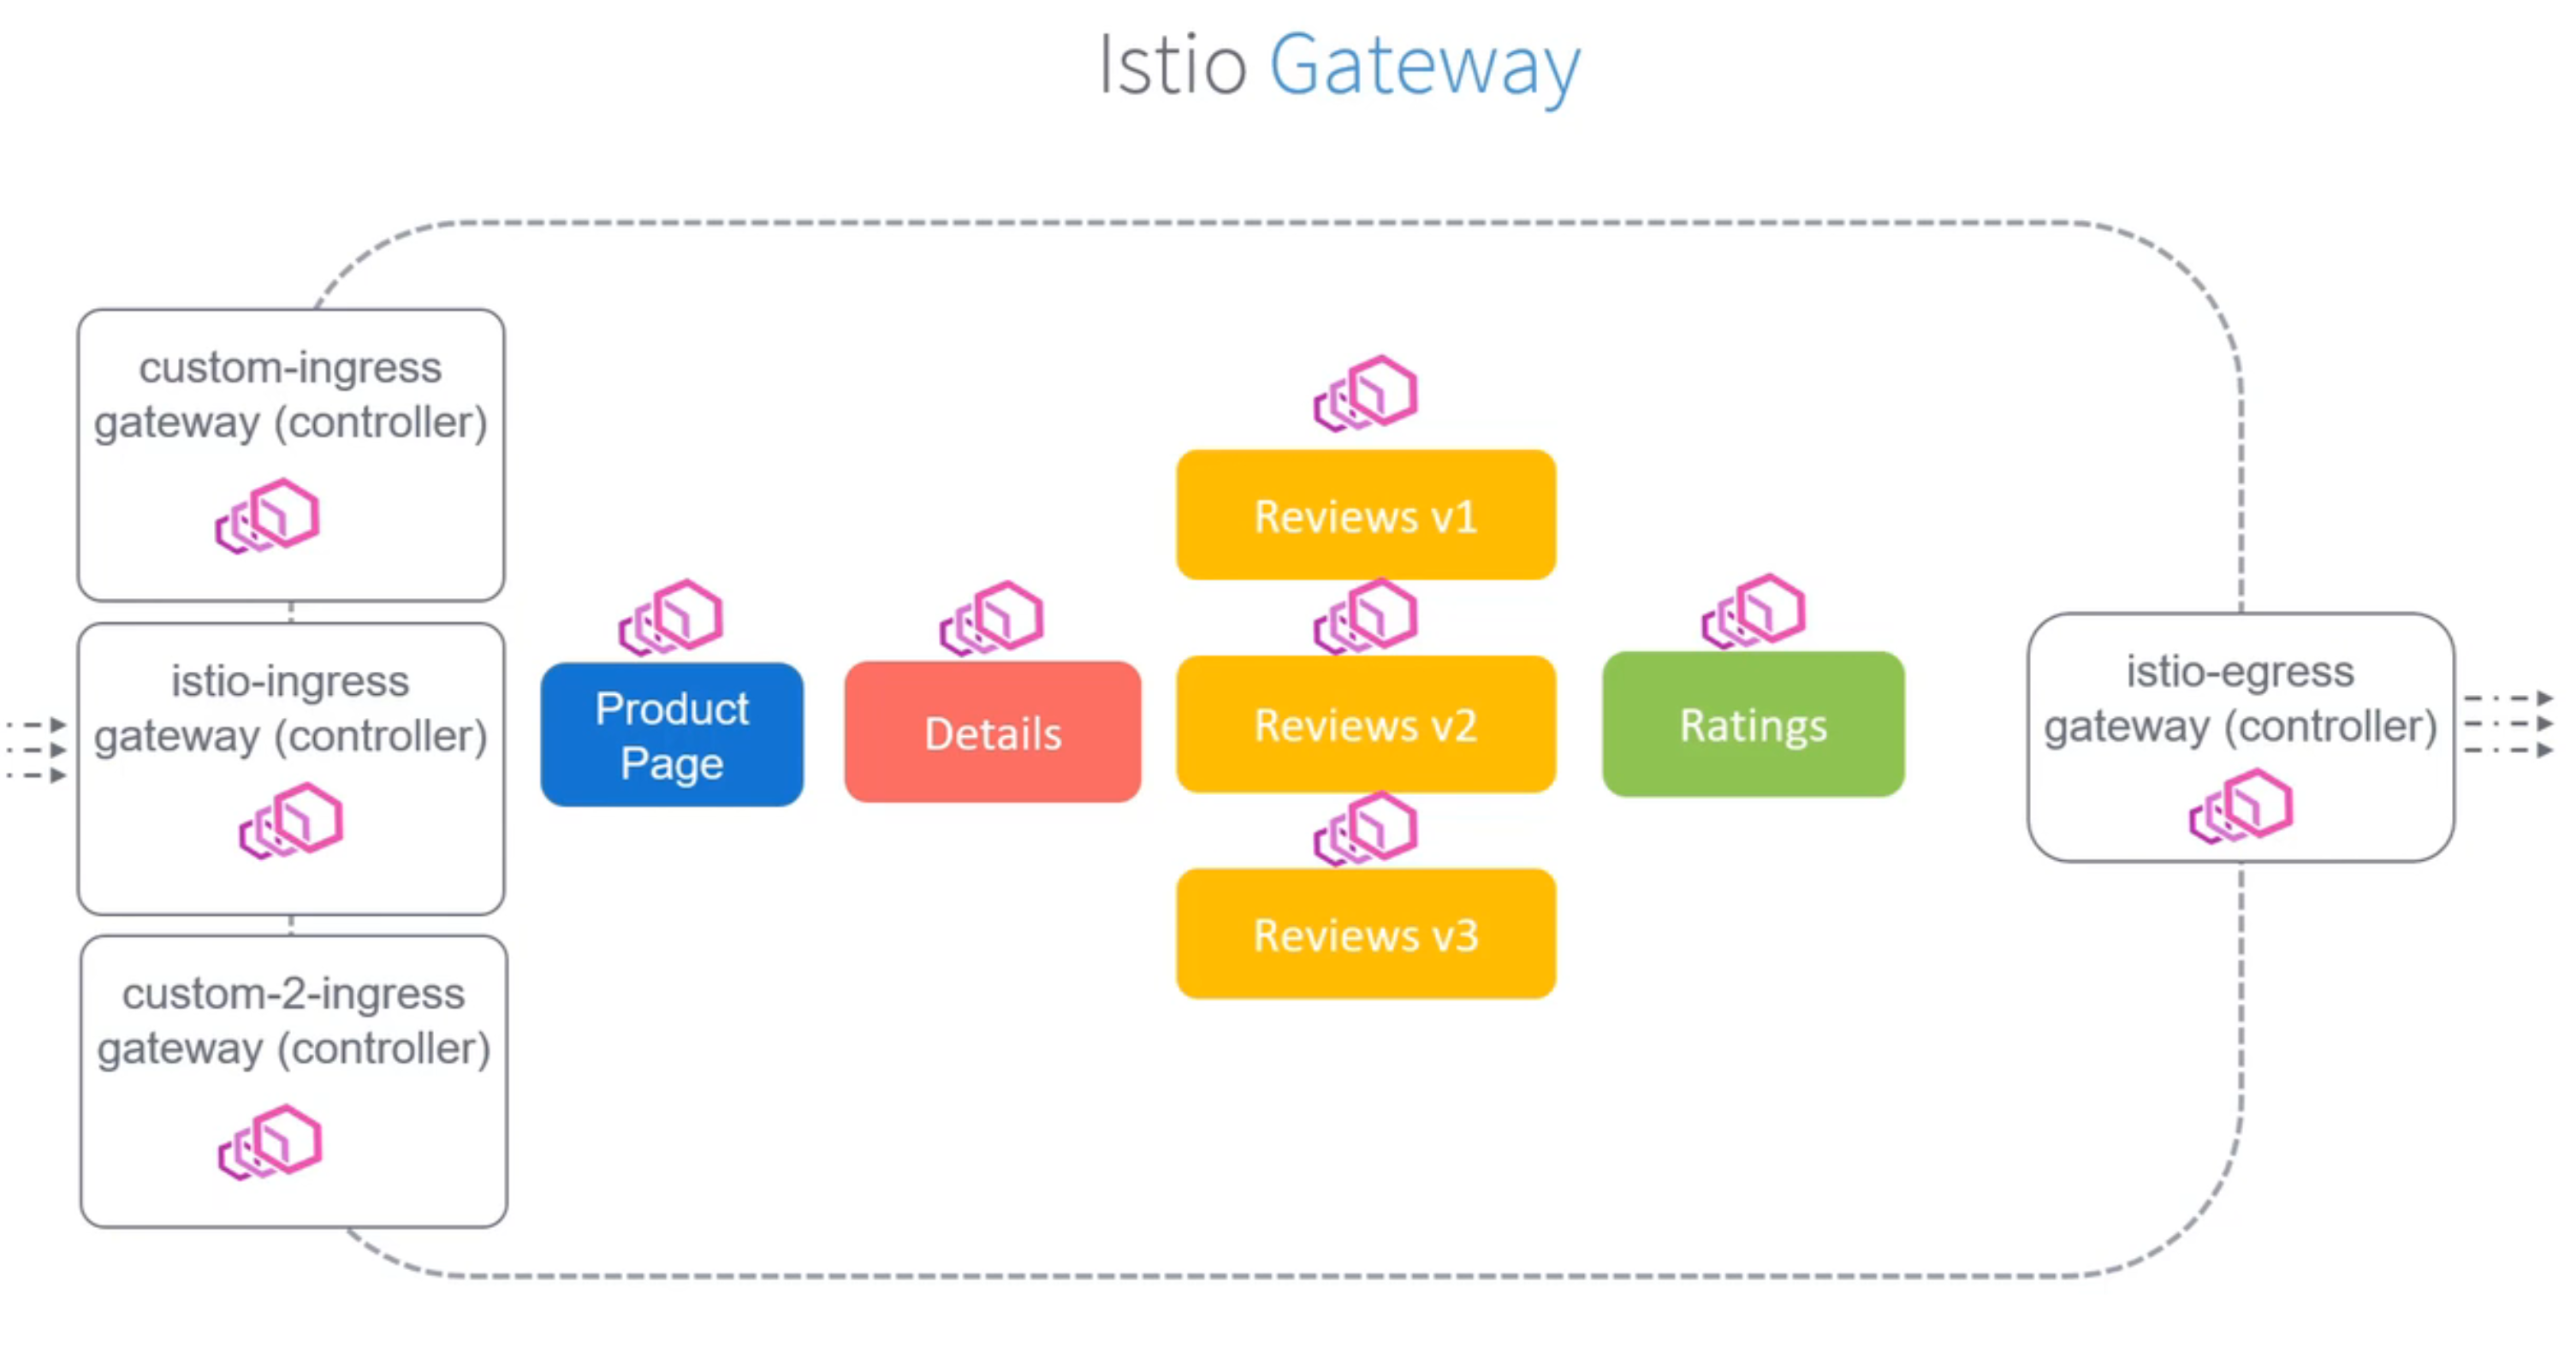 Istio Gateway
custom-ingress
gateway (controller)
istio-ingress
gateway (controller)
custom-2-ingress
gateway (controller)
Product
Page
Details
Reviews v1
Reviews v2
Reviews v3
Ratings
istio-egress
gateway (controller)